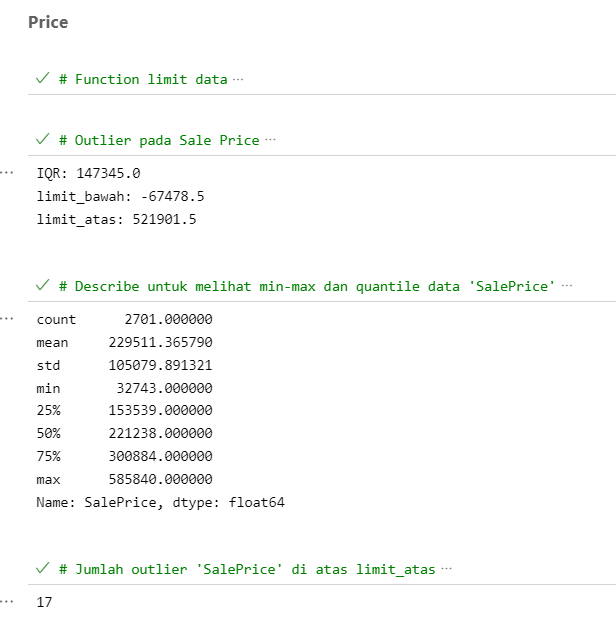 Price
# Function limit data ...
# Outlier pada Sale Price ...
IQR: 147345.0
limit_bawah: -67478.5
limit_atas: 521901.5
# Describe untuk melihat min-max dan quantile data 'SalePrice' ...
count      2701.000000
mean     229511.365790
std      105079.891321
min       32743.000000
25%      153539.000000
50%      221238.000000
75%      300884.000000
max      585840.000000
Name: SalePrice, dtype: float64
# Jumlah outlier 'SalePrice' di atas limit_atas ...
17